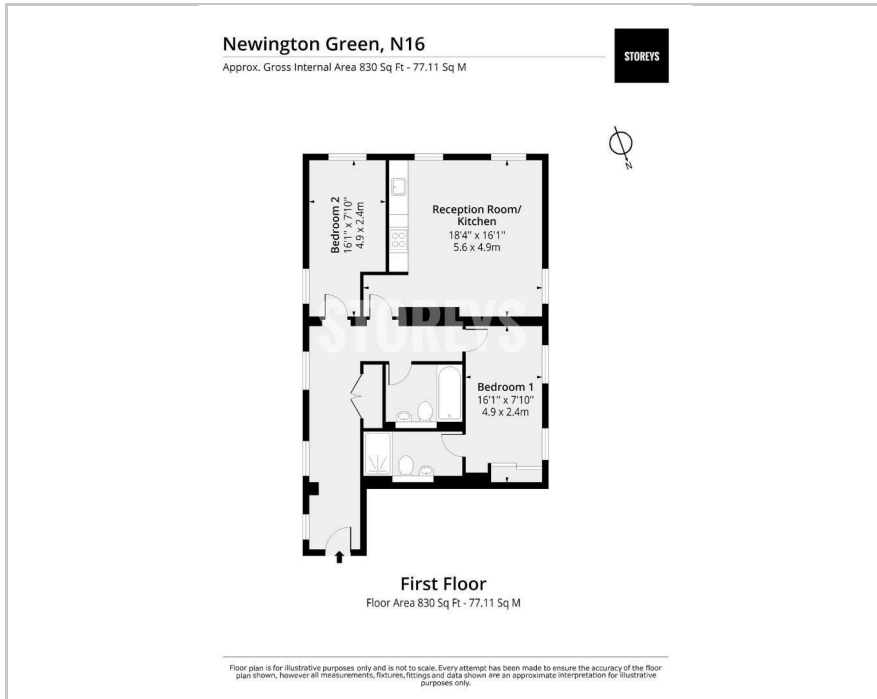 Newington Green, N16
Approx. Gross Internal Area 830 Sq Ft - 77.11 Sq M
STOREYS
N
Bedroom 2
16'1" x 7'10"
4.9 x 2.4m
Reception Room/
Kitchen
18'4" x 16'1"
5.6 x 4.9m
STOREYS
Bedroom 1
16'1" x 7'10"
4.9 x 2.4m
First Floor
Floor Area 830 Sq Ft - 77.11 Sq M
Floor plan is for illustrative purposes only and is not to scale. Every attempt has been made to ensure the accuracy of the floor
plan shown, however all measurements, fixtures, fittings and data shown are an approximate interpretation for illustrative
purposes only.